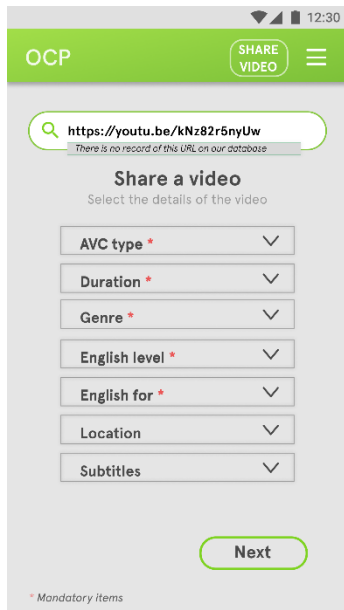 12:30
OCP
SHARE
VIDEO
https://youtu.be/kNz82r5nyUw
There is no record of this URL on our database
Share a video
Select the details of the video
AVC type *
Duration *
Genre *
English level *
English for *
Location
Subtitles
Next
* Mandatory items